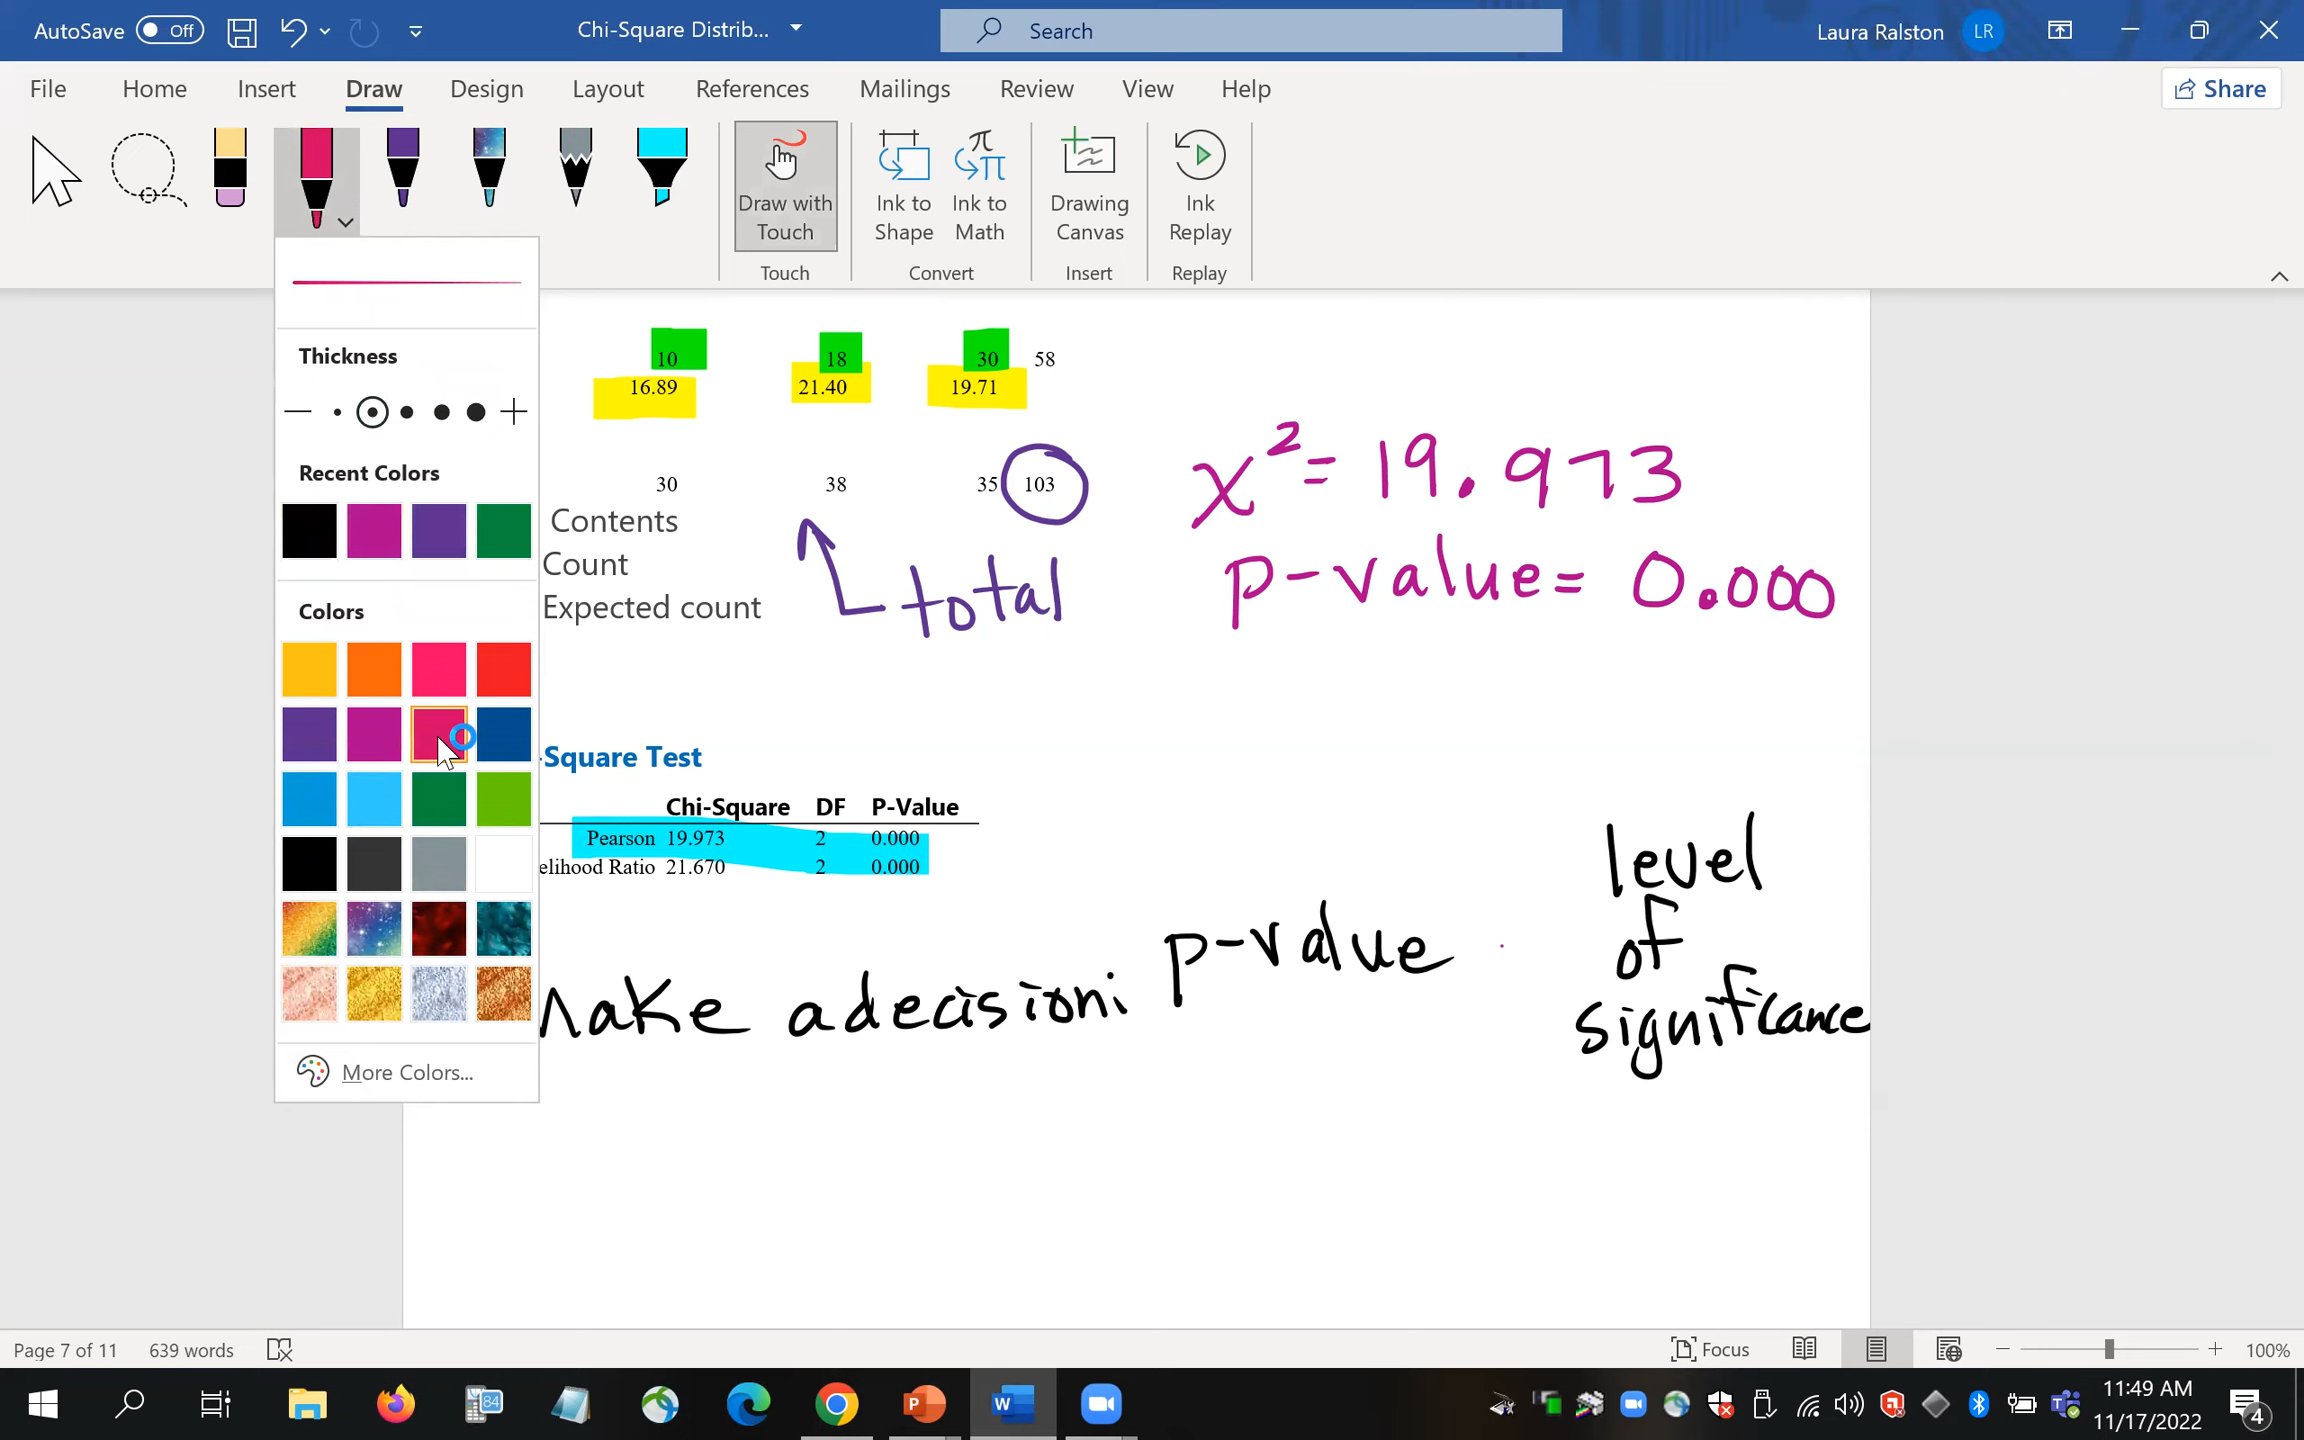 AutoSave Off Chi-Square Distrib... Search Laura Ralston LR
File Home Insert Draw Design Layout References Mailings Review View Help Share
Draw with Touch Ink to Shape Ink to Math Drawing Canvas Ink Replay
Touch Convert Insert Replay
Thickness
Recent Colors
Colors
More Colors...
10 18 30 58
16.89 21.40 19.71
30 38 35 103
Contents
Count
Expected count
total
χ² = 19.973
p-value = 0.000
-Square Test
Chi-Square DF P-Value
Pearson 19.973 2 0.000
elihood Ratio 21.670 2 0.000
make a decision: p-value
level
of
significance
Page 7 of 11 639 words Focus 100%
84 P W 11:49 AM
11/17/2022 4